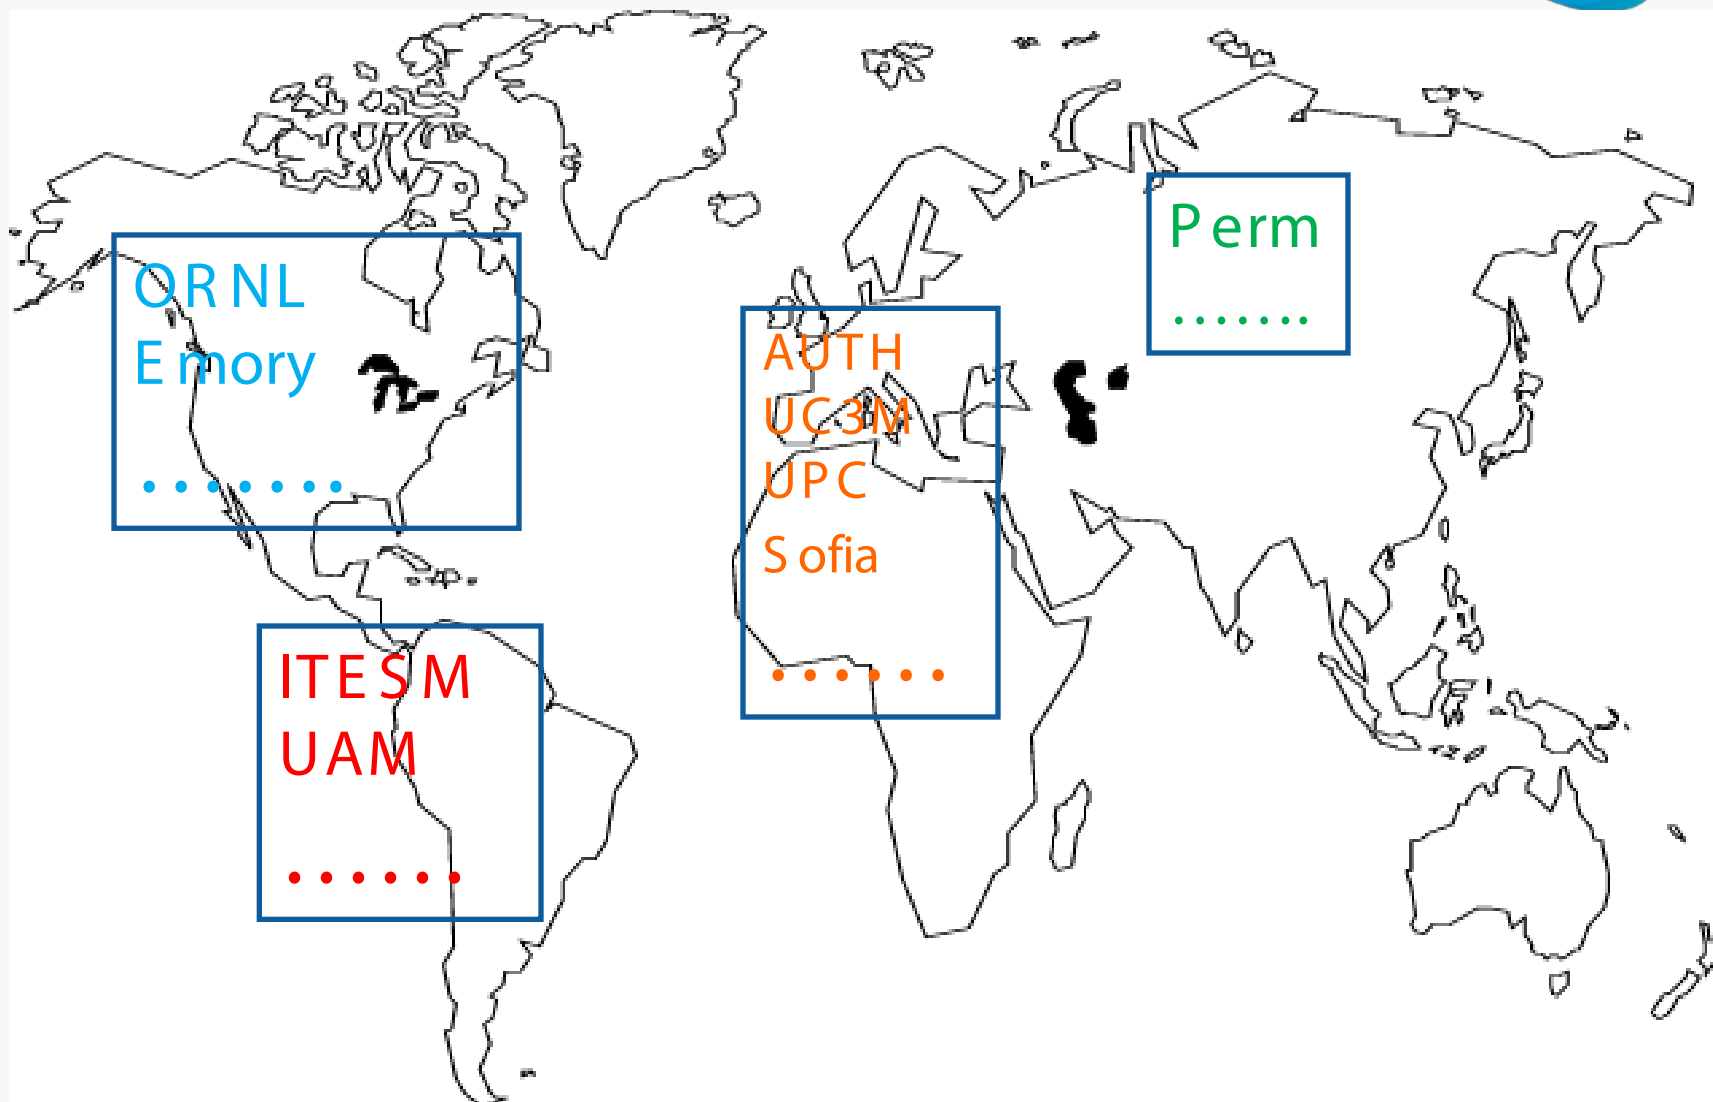 ORNL
Emory
.......
ITESM
UAM
......
AUTH
UC3M
UPC
Sofia
......
Perm
.......